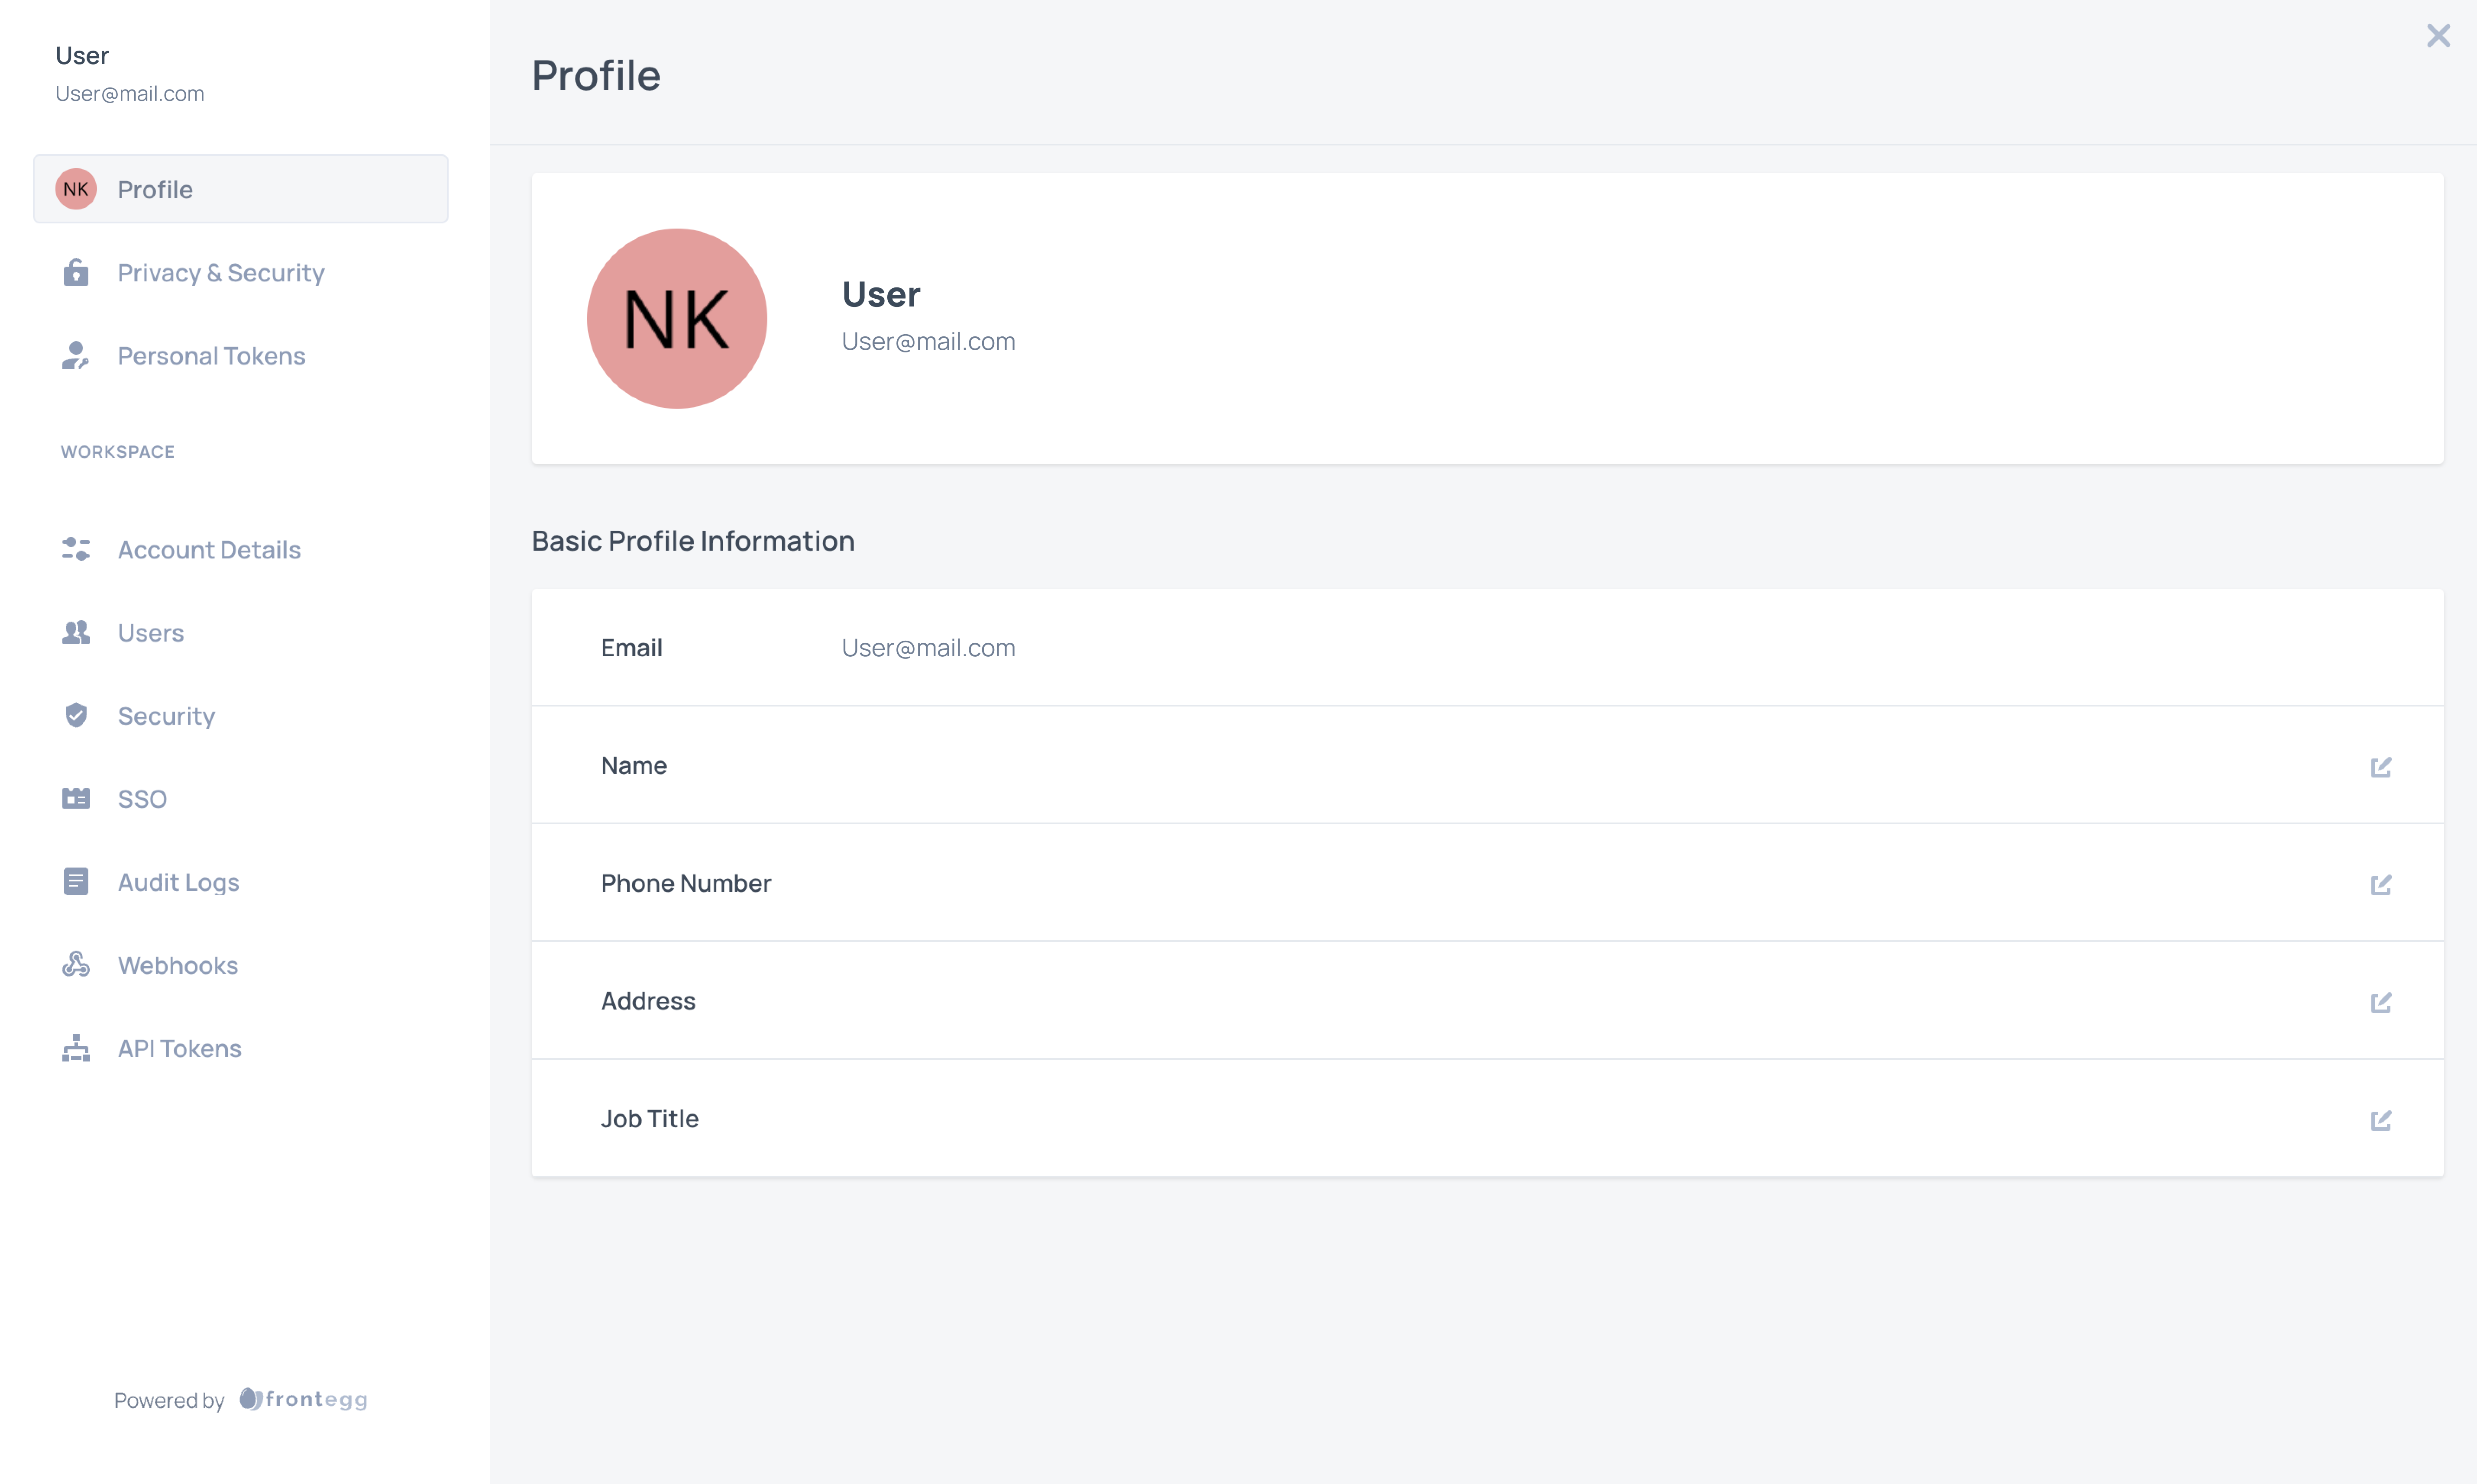 User
User@mail.com
NK Profile
Privacy & Security
Personal Tokens
WORKSPACE
Account Details
Users
Security
SSO
Audit Logs
Webhooks
API Tokens
Powered by frontegg
Profile
NK
User
User@mail.com
Basic Profile Information
Email User@mail.com
Name
Phone Number
Address
Job Title